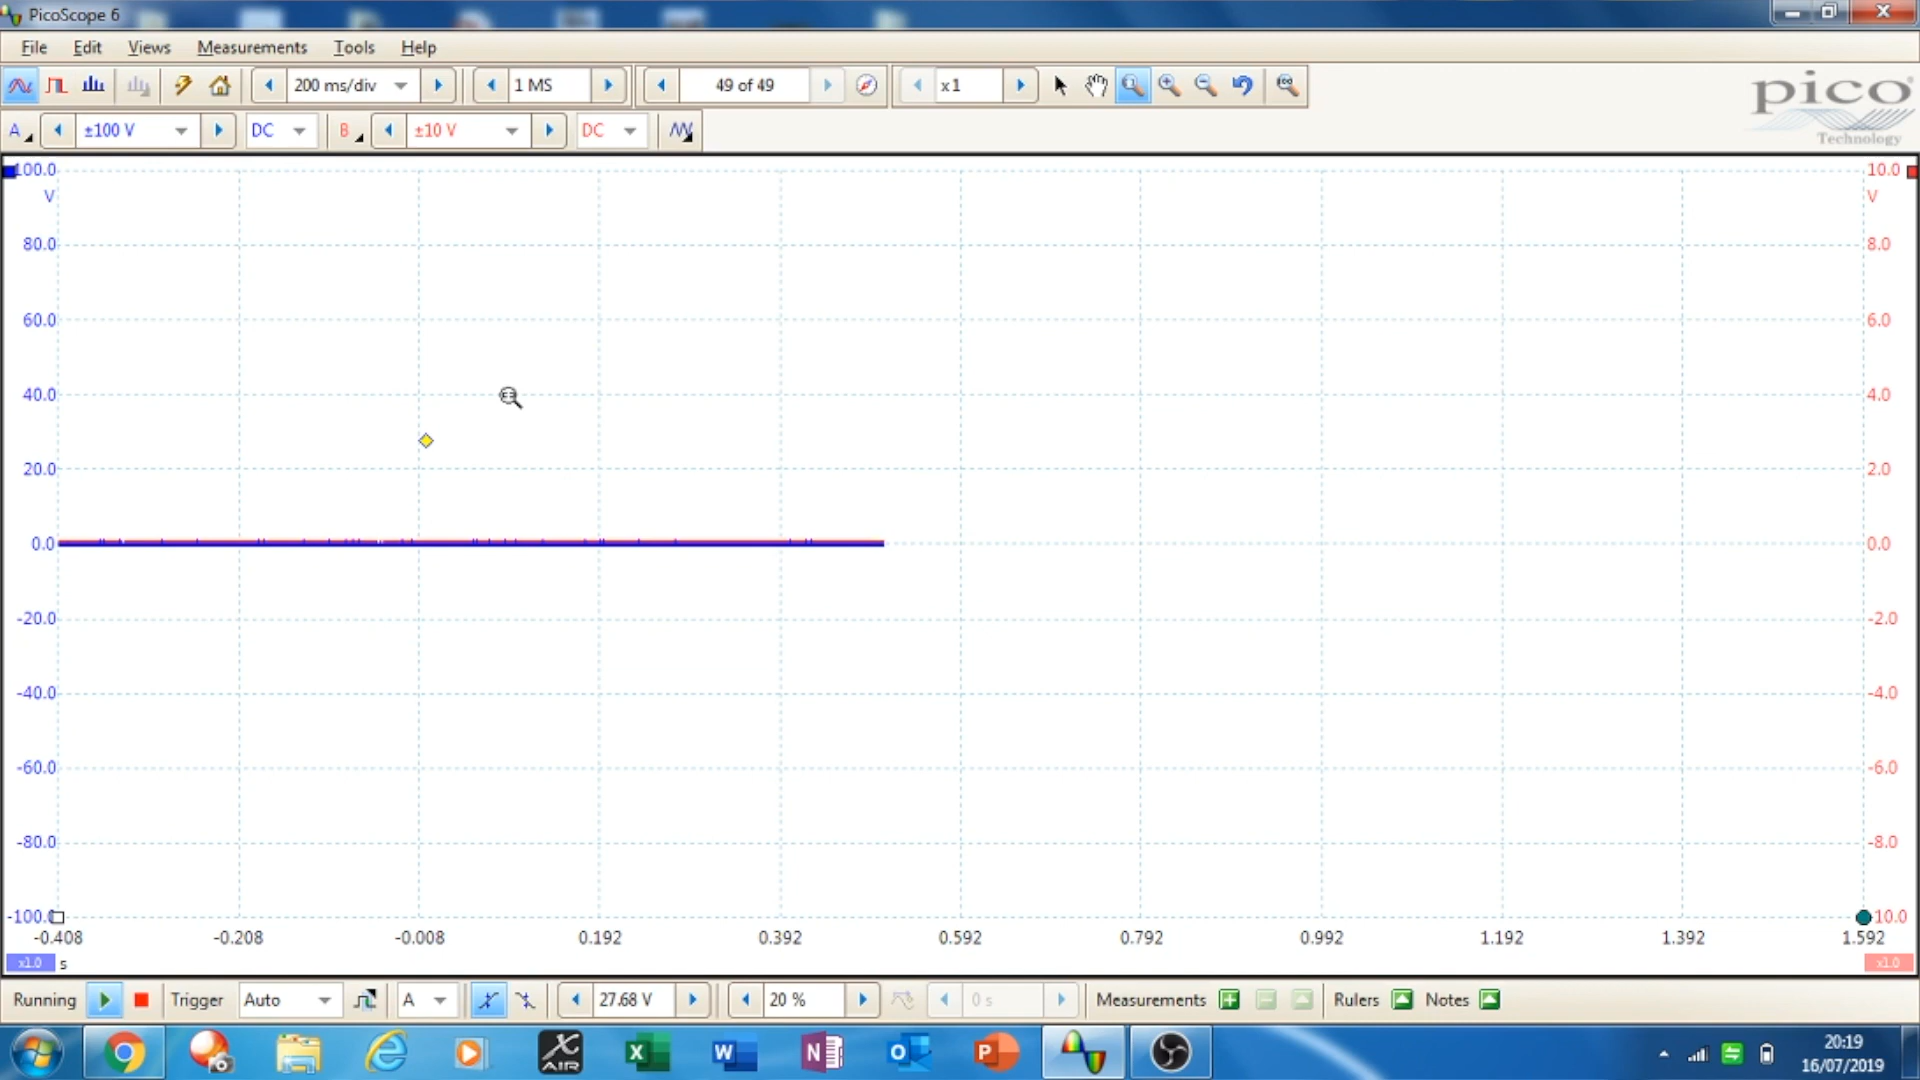 PicoScope 6
File Edit Views Measurements Tools Help
200 ms/div 1 MS 49 of 49 x1
pico
Technology
A ±100 V DC B ±10 V DC
100.0 10.0
V V
80.0 8.0
60.0 6.0
40.0 4.0
20.0 2.0
0.0 0.0
-20.0 -2.0
-40.0 -4.0
-60.0 -6.0
-80.0 -8.0
-100.0 10.0
-0.408 -0.208 -0.008 0.192 0.392 0.592 0.792 0.992 1.192 1.392 1.592
x1.0 s x1.0
Running Trigger Auto A 27.68 V 20 % 0 s Measurements Rulers Notes
X AIR X W N O P
20:19
16/07/2019